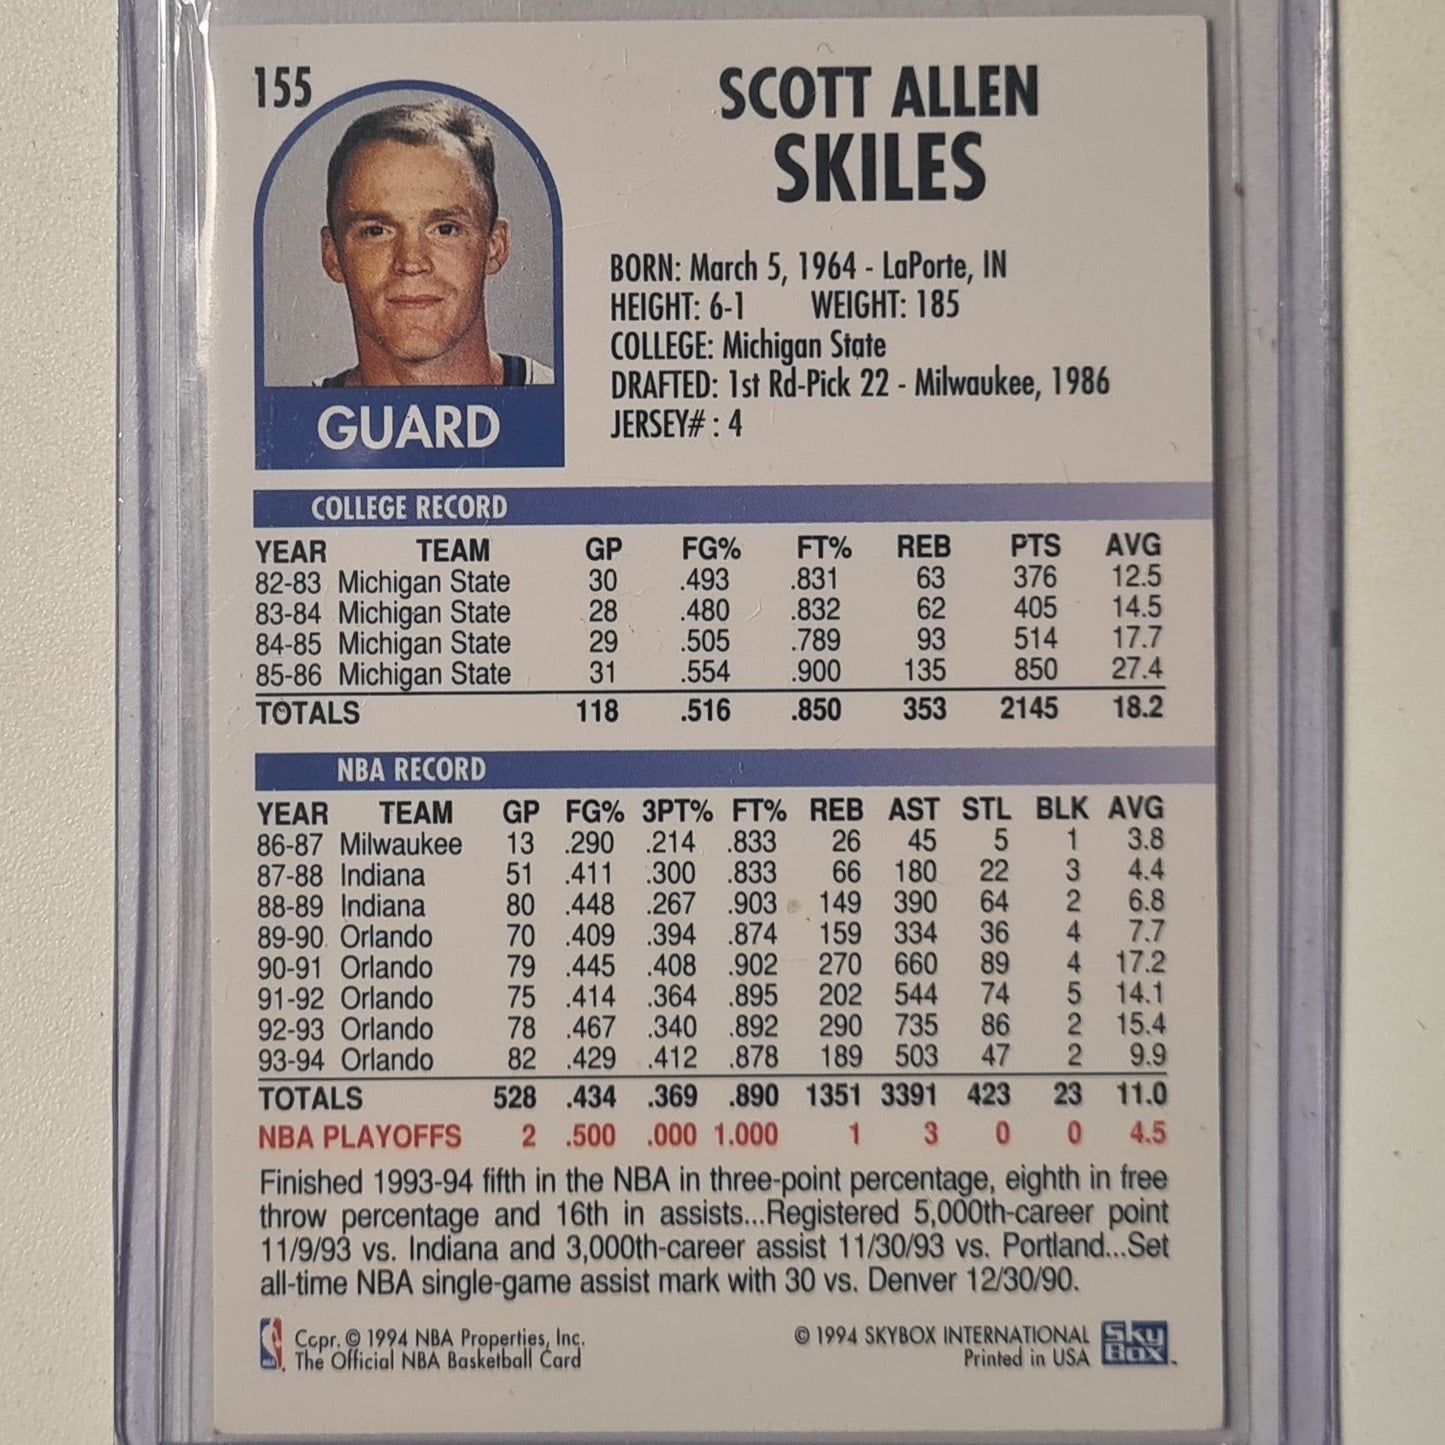 155
SCOTT ALLEN
SKILES
BORN: March 5, 1964 - LaPorte, IN
HEIGHT: 6-1 WEIGHT: 185
COLLEGE: Michigan State
DRAFTED: 1st Rd-Pick 22 - Milwaukee, 1986
JERSEY# : 4
GUARD
COLLEGE RECORD
YEAR TEAM GP FG% FT% REB PTS AVG
82-83 Michigan State 30 .493 .831 63 376 12.5
83-84 Michigan State 28 .480 .832 62 405 14.5
84-85 Michigan State 29 .505 .789 93 514 17.7
85-86 Michigan State 31 .554 .900 135 850 27.4
TOTALS 118 .516 .850 353 2145 18.2
NBA RECORD
YEAR TEAM GP FG% 3PT% FT% REB AST STL BLK AVG
86-87 Milwaukee 13 .290 .214 .833 26 45 5 1 3.8
87-88 Indiana 51 .411 .300 .833 66 180 22 3 4.4
88-89 Indiana 80 .448 .267 .903 149 390 64 2 6.8
89-90 Orlando 70 .409 .394 .874 159 334 36 4 7.7
90-91 Orlando 79 .445 .408 .902 270 660 89 4 17.2
91-92 Orlando 75 .414 .364 .895 202 544 74 5 14.1
92-93 Orlando 78 .467 .340 .892 290 735 86 2 15.4
93-94 Orlando 82 .429 .412 .878 189 503 47 2 9.9
TOTALS 528 .434 .369 .890 1351 3391 423 23 11.0
NBA PLAYOFFS 2 .500 .000 1.000 1 3 0 0 4.5
Finished 1993-94 fifth in the NBA in three-point percentage, eighth in free
throw percentage and 16th in assists...Registered 5,000th-career point
11/9/93 vs. Indiana and 3,000th-career assist 11/30/93 vs. Portland...Set
all-time NBA single-game assist mark with 30 vs. Denver 12/30/90.
Ccpr. © 1994 NBA Properties, Inc.
The Official NBA Basketball Card
© 1994 SKYBOX INTERNATIONAL
Printed in USA
SKY
BOX